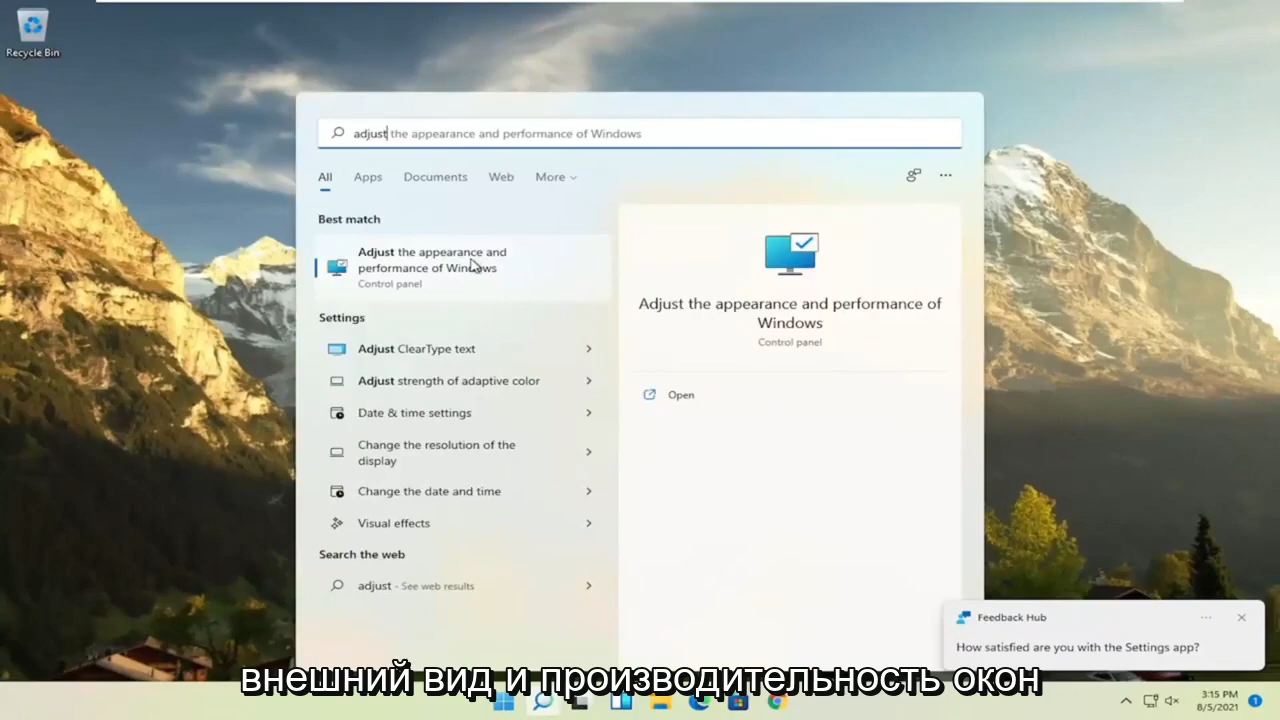 Recycle Bin
adjust the appearance and performance of Windows
All Apps Documents Web More
Best match
Adjust the appearance and
performance of Windows
Control panel
Settings
Adjust ClearType text
Adjust strength of adaptive color
Date & time settings
Change the resolution of the
display
Change the date and time
Visual effects
Search the web
adjust - See web results
Adjust the appearance and performance of
Windows
Control panel
Open
Feedback Hub
How satisfied are you with the Settings app?
внешний вид и производительность окон
3:15 PM
8/5/2021
1